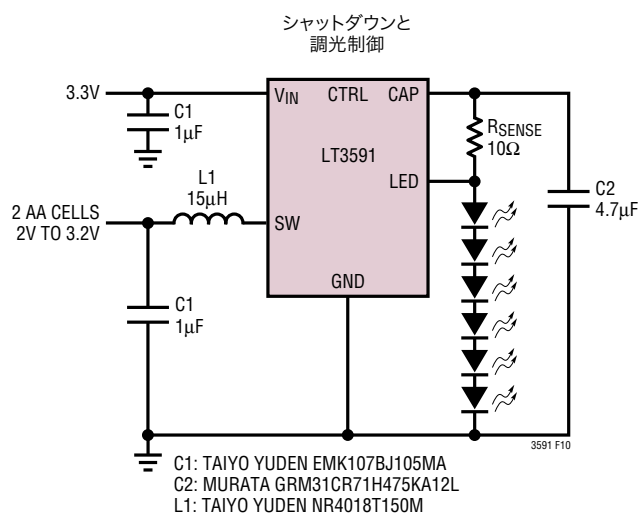 シャットダウンと
調光制御
3.3V
C1
1µF
VIN
CTRL
CAP
LT3591
RSENSE
10Ω
LED
L1
15µH
2 AA CELLS
2V TO 3.2V
SW
C2
4.7µF
GND
C1
1µF
3591 F10
C1: TAIYO YUDEN EMK107BJ105MA
C2: MURATA GRM31CR71H475KA12L
L1: TAIYO YUDEN NR4018T150M